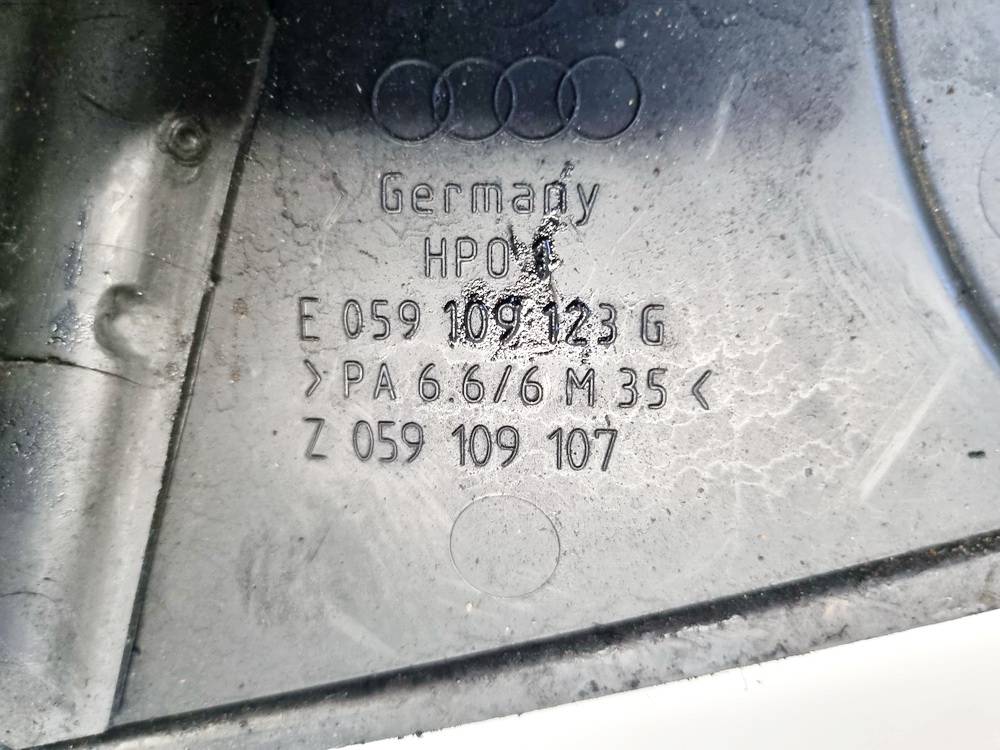 Germany
HPO
E 059 109 123 G
>PA 6.6/6 M 35<
Z 059 109 107